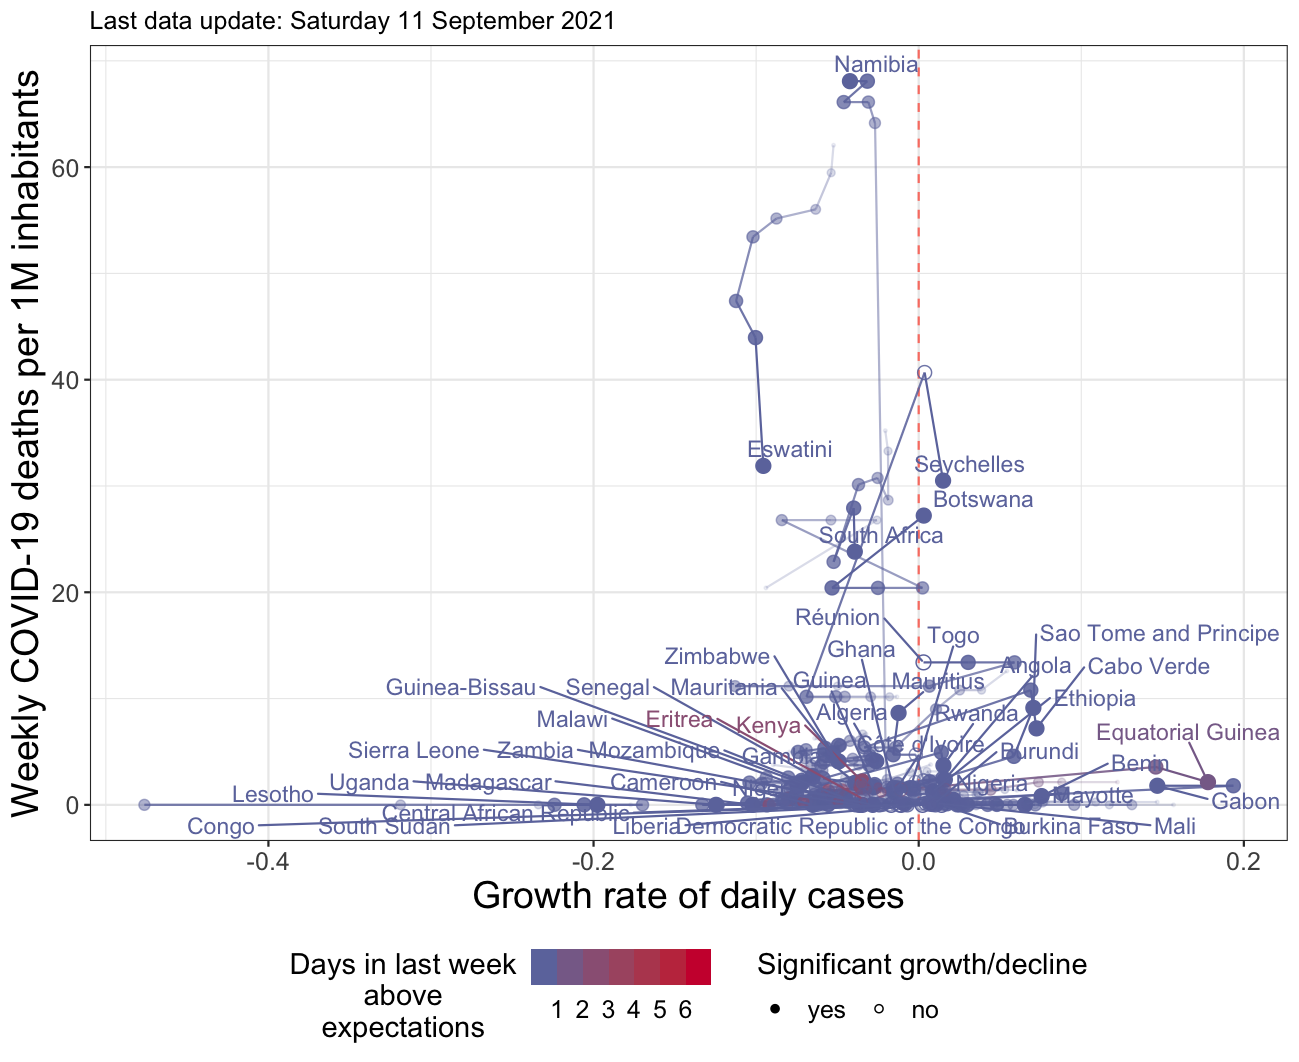 Last data update: Saturday 11 September 2021
Weekly COVID-19 deaths per 1M inhabitants
60
40
20
0
Namibia
Eswatini
Seychelles
Botswana
South Africa
Réunion
Togo
Sao Tome and Principe
Zimbabwe
Ghana
Angola
Cabo Verde
Guinea-Bissau
Senegal
Mauritania
Guinea
Mauritius
Ethiopia
Malawi
Eritrea
Kenya
Algeria
Rwanda
Equatorial Guinea
Sierra Leone
Zambia
Mozambique
Gambia
Côte d'Ivoire
Burundi
Benin
Uganda
Madagascar
Cameroon
Nigeria
Mayotte
Lesotho
Gabon
Central African Republic
Congo
South Sudan
Liberia
Democratic Republic of the Congo
Burkina Faso
Mali
-0.4
-0.2
0.0
0.2
Growth rate of daily cases
Days in last week
above
expectations
1 2 3 4 5 6
Significant growth/decline
yes
no